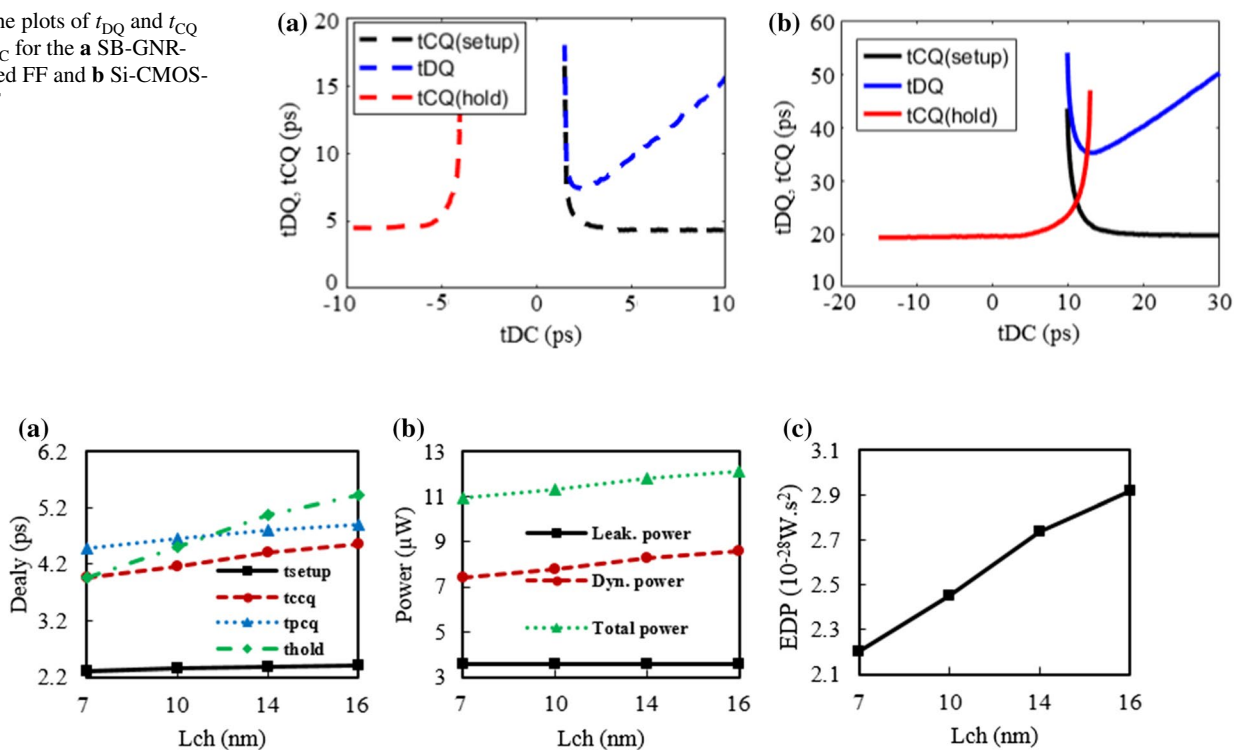 plots of tDQ and tCQ
for the a SB-GNR-
FF and b Si-CMOS-
(a)
20
15
10
5
0
-10
-5
0
5
10
tDQ, tCQ (ps)
tDC (ps)
tCQ(setup)
tDQ
tCQ(hold)
(b)
60
50
40
30
20
10
-20
-10
0
10
20
30
tDQ, tCQ (ps)
tDC (ps)
tCQ(setup)
tDQ
tCQ(hold)
(a)
6.2
5.2
4.2
3.2
2.2
7
10
14
16
Dealy (ps)
Lch (nm)
tsetup
tccq
tpcq
thold
(b)
13
11
9
7
5
3
7
10
14
16
Power (µW)
Lch (nm)
Leak. power
Dyn. power
Total power
(c)
3.1
2.9
2.7
2.5
2.3
2.1
7
10
14
16
EDP (10⁻²⁸W.s²)
Lch (nm)